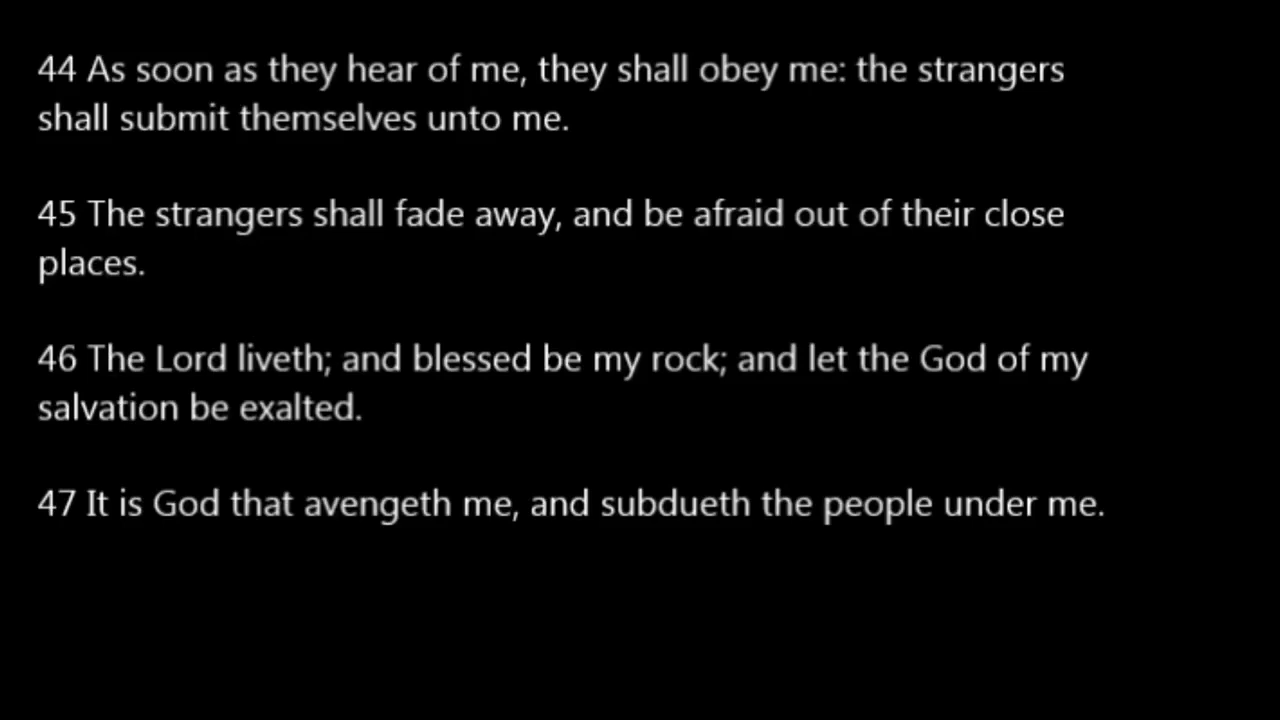 44 As soon as they hear of me, they shall obey me: the strangers
shall submit themselves unto me.
45 The strangers shall fade away, and be afraid out of their close
places.
46 The Lord liveth; and blessed be my rock; and let the God of my
salvation be exalted.
47 It is God that avengeth me, and subdueth the people under me.